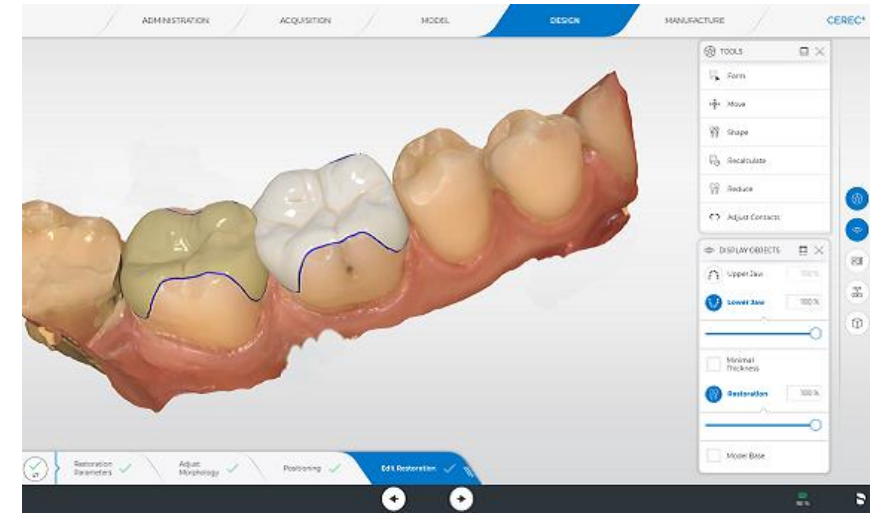 ADMINISTRATION
ACQUISITION
MODEL
DESIGN
MANUFACTURE
CEREC
TOOLS
Form
Move
Shape
Recalculate
Reduce
Adjust Contacts
DISPLAY OBJECTS
Upper Jaw 100 %
Lower Jaw 100 %
Minimal
Thickness
Restoration 100 %
Model Base
Restoration
Parameters
Adjust
Morphology
Positioning
Edit Restoration